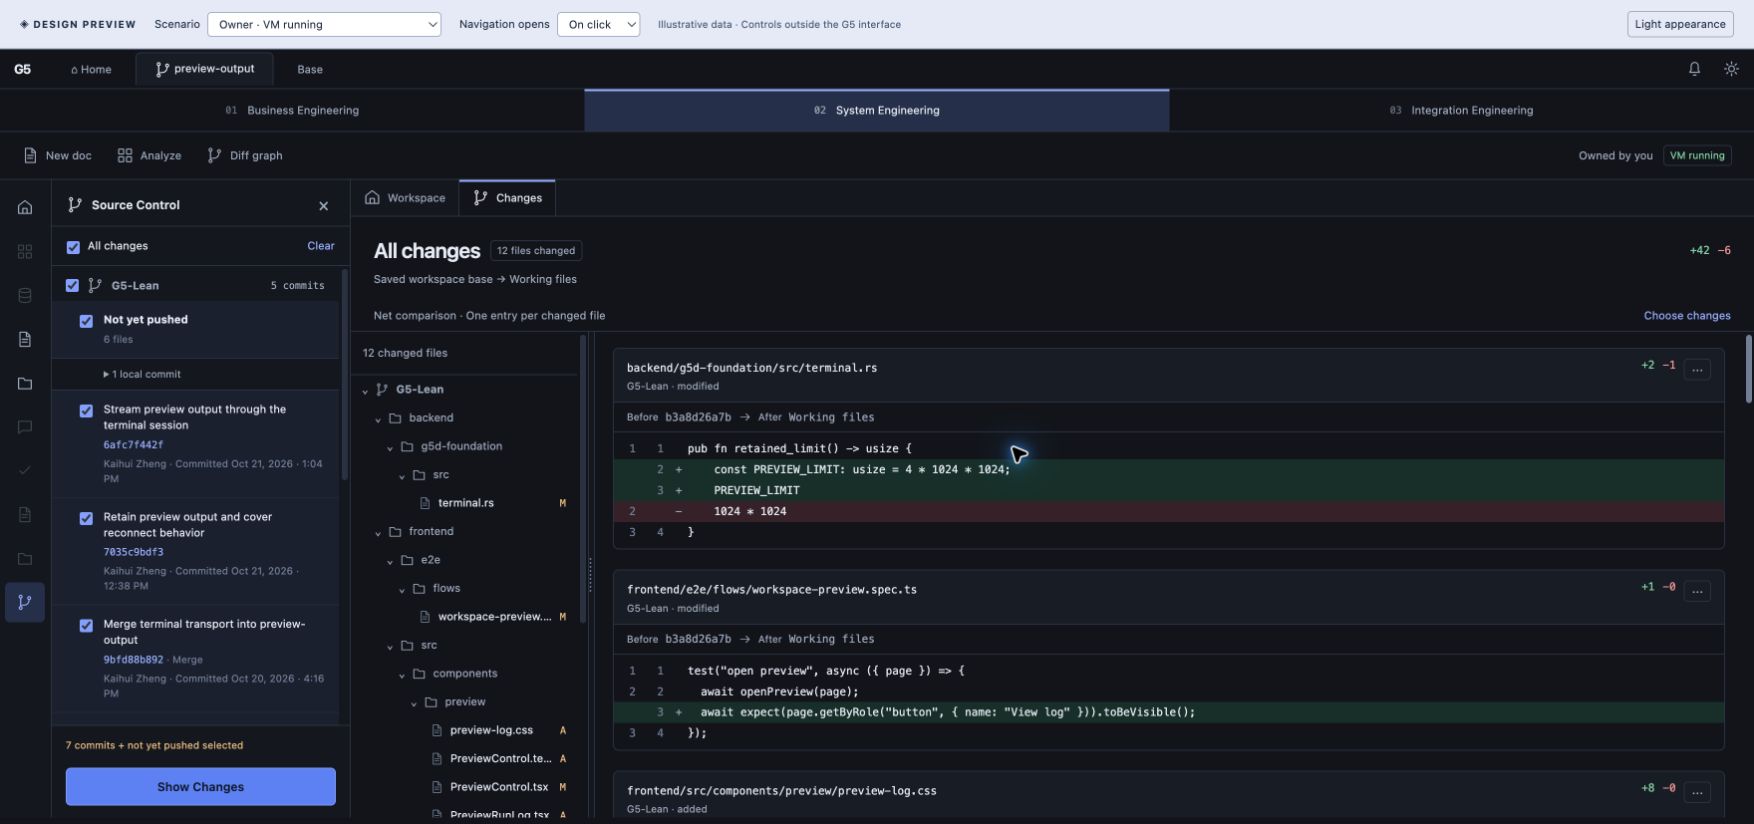 ◈ DESIGN PREVIEW Scenario Owner · VM running Navigation opens On click Illustrative data · Controls outside the G5 interface Light appearance
G5 Home preview-output Base
01 Business Engineering 02 System Engineering 03 Integration Engineering
New doc Analyze Diff graph Owned by you VM running
Source Control
All changes Clear
G5-Lean 5 commits
Not yet pushed
6 files
1 local commit
Stream preview output through the
terminal session
6afc7f442f
Kaihui Zheng · Committed Oct 21, 2026 · 1:04
PM
Retain preview output and cover
reconnect behavior
7035c9bdf3
Kaihui Zheng · Committed Oct 21, 2026 ·
12:38 PM
Merge terminal transport into preview-
output
9bfd88b892 · Merge
Kaihui Zheng · Committed Oct 20, 2026 · 4:16
PM
7 commits + not yet pushed selected
Show Changes
Workspace Changes
All changes 12 files changed +42 −6
Saved workspace base → Working files
Net comparison · One entry per changed file Choose changes
12 changed files
G5-Lean
backend
g5d-foundation
src
terminal.rs M
frontend
e2e
flows
workspace-preview.... M
src
components
preview
preview-log.css A
PreviewControl.te... A
PreviewControl.tsx M
PreviewRunLog.tsx A
backend/g5d-foundation/src/terminal.rs +2 −1 ...
G5-Lean · modified
Before b3a8d26a7b → After Working files
1 1 pub fn retained_limit() -> usize {
2 + const PREVIEW_LIMIT: usize = 4 * 1024 * 1024;
3 + PREVIEW_LIMIT
2 − 1024 * 1024
3 4 }
frontend/e2e/flows/workspace-preview.spec.ts +1 −0 ...
G5-Lean · modified
Before b3a8d26a7b → After Working files
1 1 test("open preview", async ({ page }) => {
2 2 await openPreview(page);
3 + await expect(page.getByRole("button", { name: "View log" })).toBeVisible();
3 4 });
frontend/src/components/preview/preview-log.css +8 −0 ...
G5-Lean · added